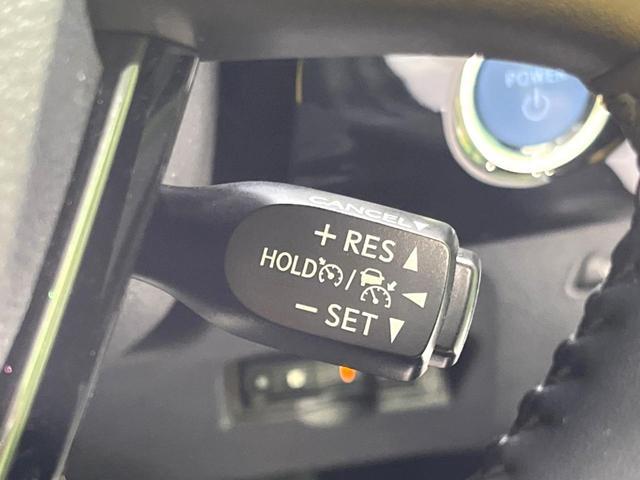 POWER
CANCEL▼
+ RES ▲
HOLD / ◀
− SET ▼